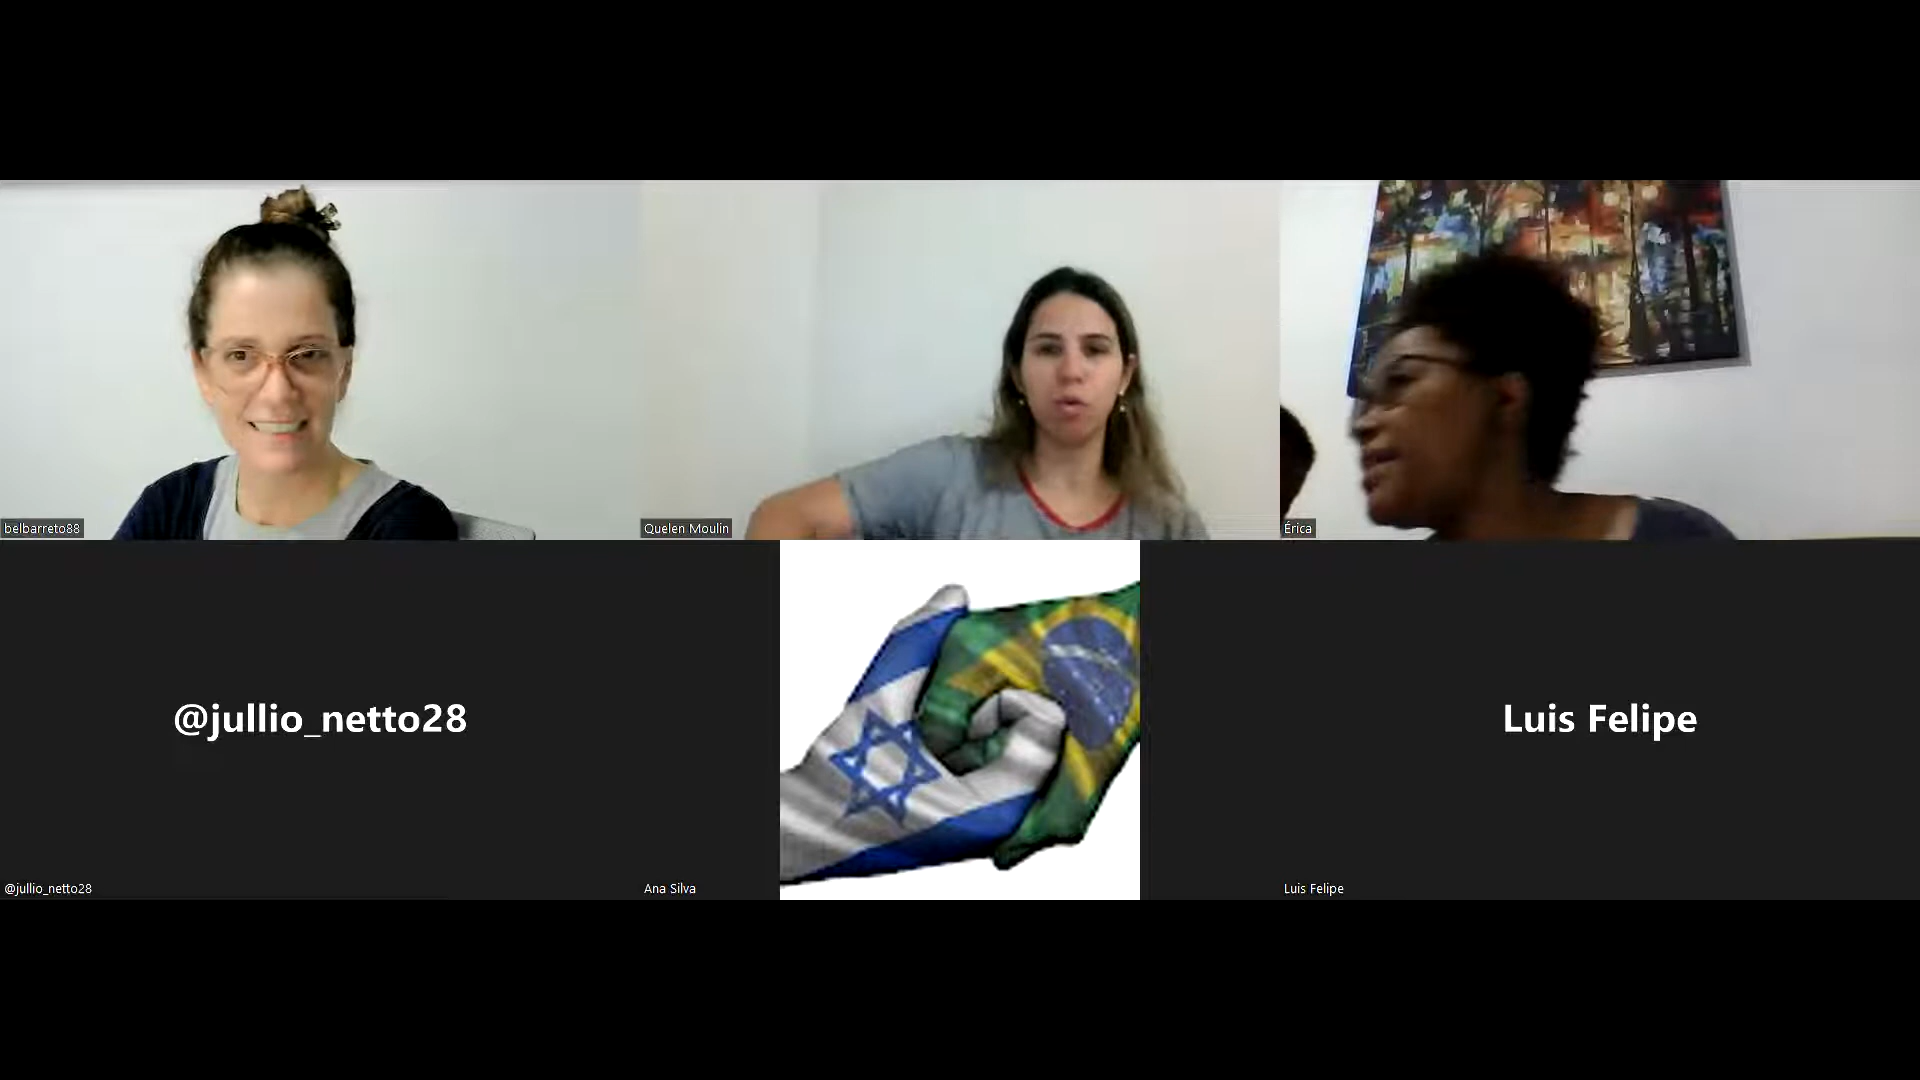 belbarreto88
Quelen Moulin
Érica
@jullio_netto28
Luis Felipe
@jullio_netto28
Ana Silva
Luis Felipe